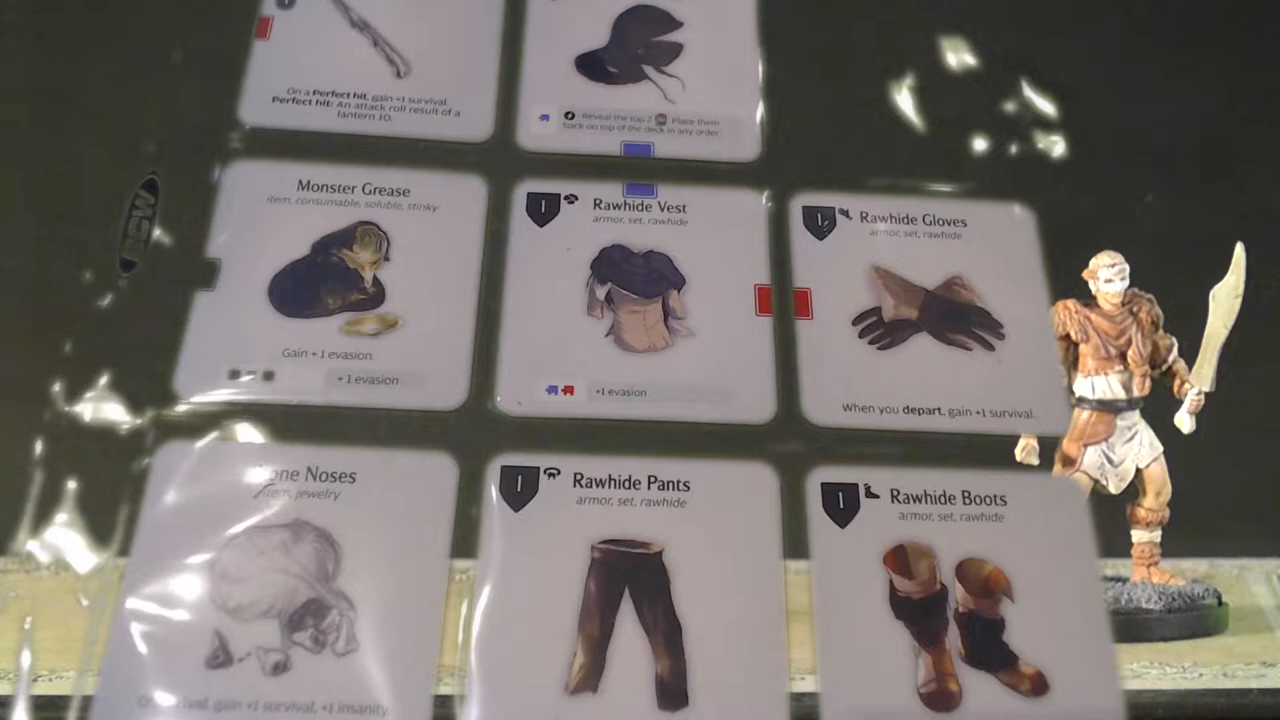 On a Perfect hit, gain +1 survival.
Perfect hit: An attack roll result of a
lantern 10.
Reveal the top 2 Place them
back on top of the deck in any order.
BCW
Monster Grease
item, consumable, soluble, stinky
Gain +1 evasion.
+1 evasion
1
Rawhide Vest
armor, set, rawhide
+1 evasion
1
Rawhide Gloves
armor, set, rawhide
When you depart, gain +1 survival.
Noses
item, jewelry
gain +1 survival, +1 insanity.
1
Rawhide Pants
armor, set, rawhide
1
Rawhide Boots
armor, set, rawhide